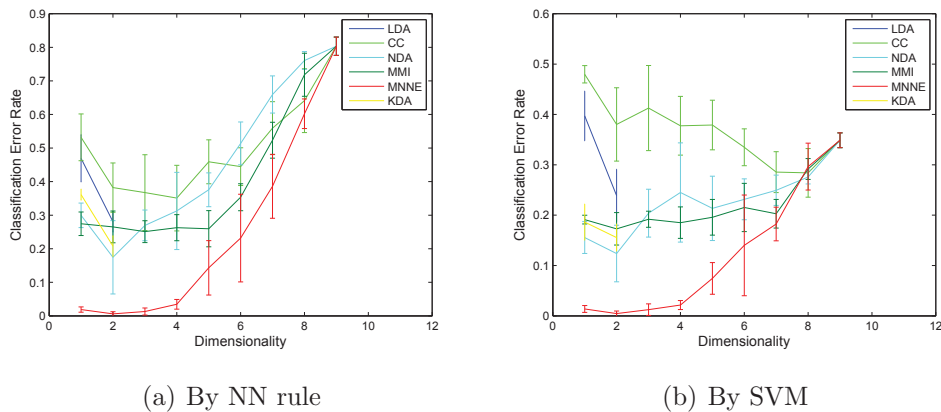 0.9
0.8
0.7
0.6
0.5
0.4
0.3
0.2
0.1
0
0 2 4 6 8 10 12
Classification Error Rate
Dimensionality
LDA
CC
NDA
MMI
MNNE
KDA
(a) By NN rule
0.6
0.5
0.4
0.3
0.2
0.1
0
0 2 4 6 8 10 12
Classification Error Rate
Dimensionality
LDA
CC
NDA
MMI
MNNE
KDA
(b) By SVM